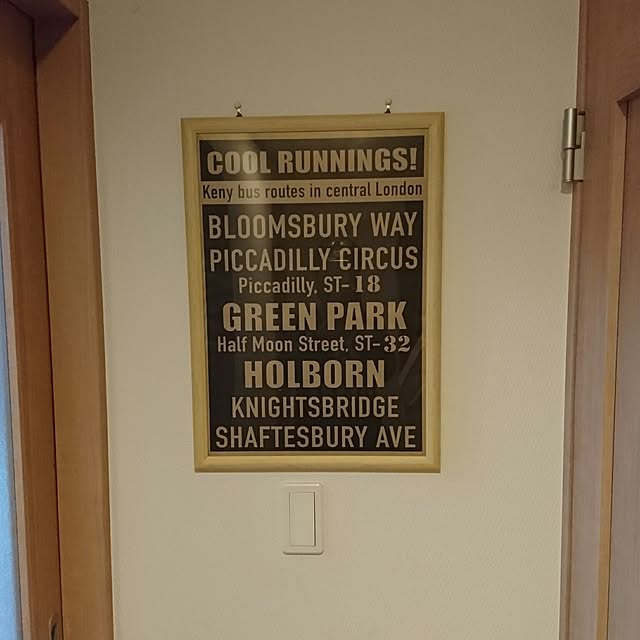 COOL RUNNINGS!
Keny bus routes in central London
BLOOMSBURY WAY
PICCADILLY CIRCUS
Piccadilly, ST-18
GREEN PARK
Half Moon Street, ST-32
HOLBORN
KNIGHTSBRIDGE
SHAFTESBURY AVE